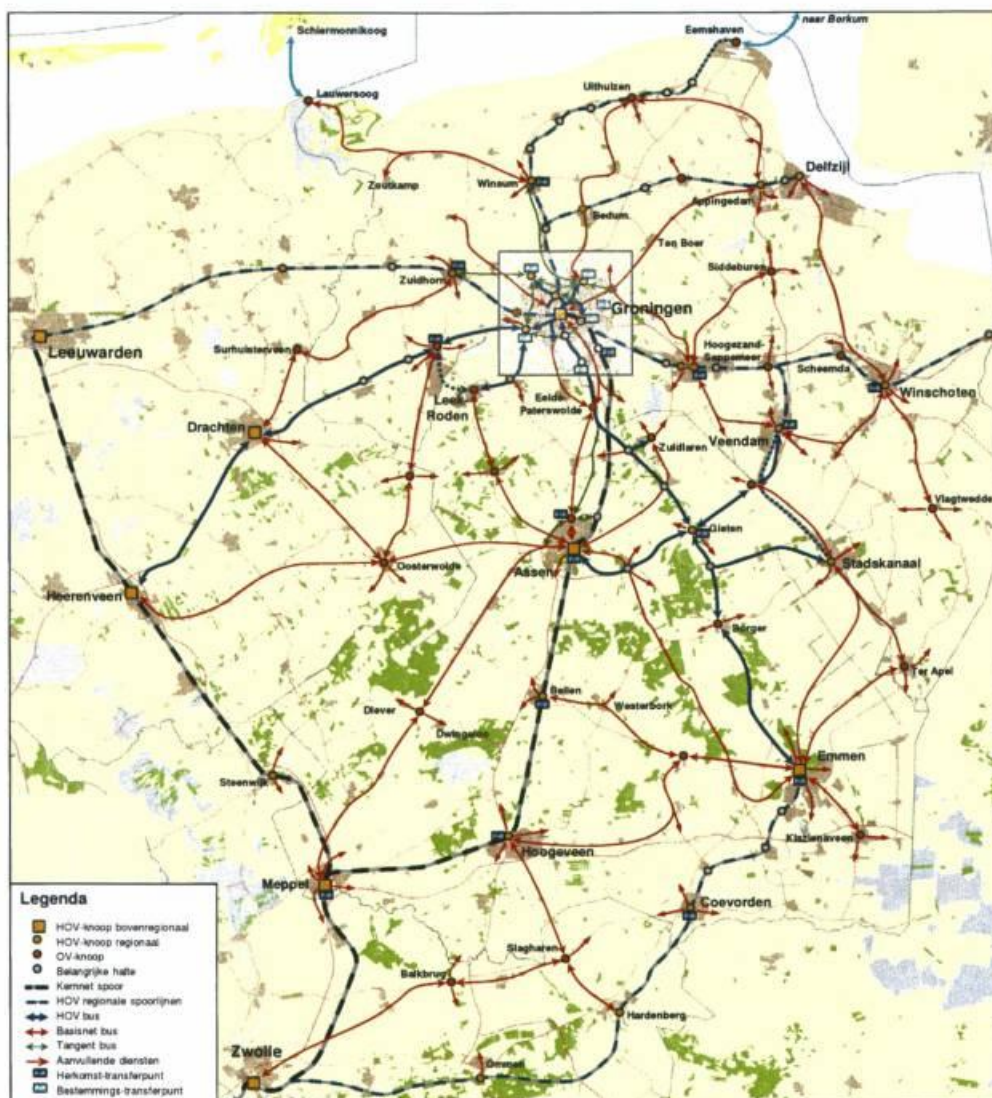 Schiermonnikoog
naar Borkum
Eemshaven
Lauwersoog
Uithuizen
Zoutkamp
Winsum
Delfzijl
Appingedam
Bedum
Ten Boer
Zuidhorn
Siddeburen
Groningen
Leeuwarden
Surhuisterveen
Hoogezand-
Sappemeer
Scheemda
Winschoten
Leek
Roden
Eelde-
Paterswolde
Drachten
Zuidlaren
Veendam
Vlagtwedde
Gieten
Assen
Oosterwolde
Stadskanaal
Heerenveen
Borger
Ter Apel
Beilen
Westerbork
Diever
Dwingeloo
Emmen
Steenwijk
Klazienaveen
Hoogeveen
Meppel
Coevorden
Slagharen
Balkbrug
Hardenberg
Zwolle
Ommen
Legenda
HOV-knoop bovenregionaal
HOV-knoop regionaal
OV-knoop
Belangrijke halte
Kernnet spoor
HOV regionale spoorlijnen
HOV bus
Basisnet bus
Tangent bus
Aanvullende diensten
Herkomst-transferpunt
Bestemmings-transferpunt